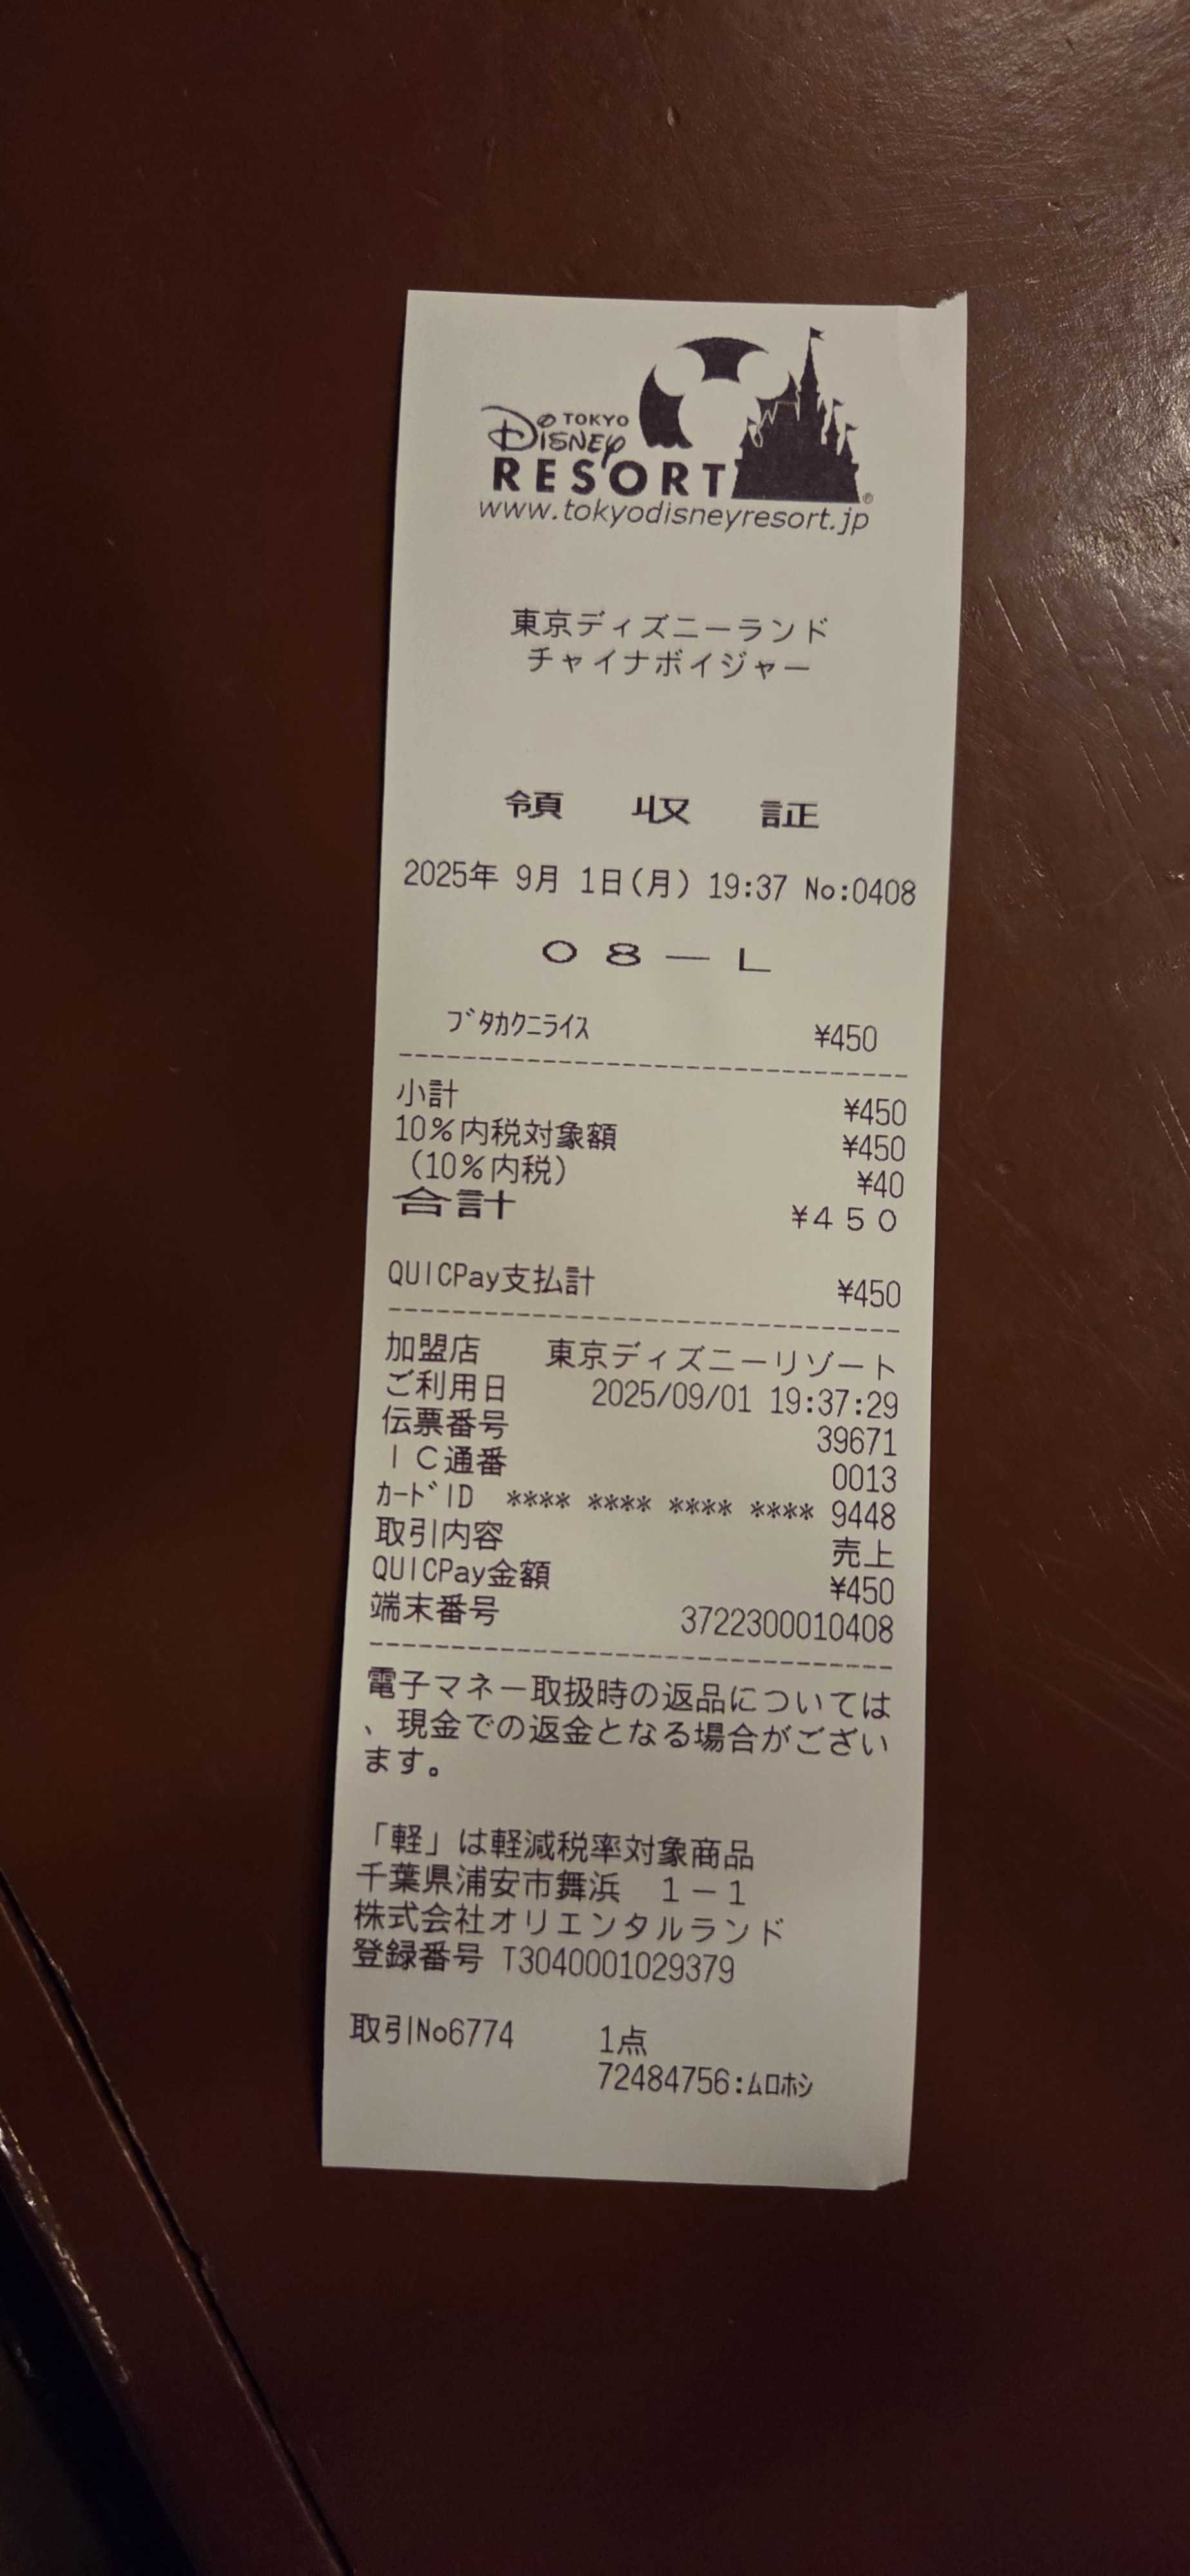 TOKYO
DISNEY
RESORT®
www.tokyodisneyresort.jp
東京ディズニーランド
チャイナボイジャー
領 収 証
2025年 9月 1日(月) 19:37 No:0408
08－L
ﾌﾞﾀｶｸﾆﾗｲｽ ¥450
小計 ¥450
10%内税対象額 ¥450
(10%内税) ¥40
合計 ¥450
QUICPay支払計 ¥450
加盟店 東京ディズニーリゾート
ご利用日 2025/09/01 19:37:29
伝票番号 39671
IC通番 0013
ｶｰﾄﾞID **** **** **** **** 9448
取引内容 売上
QUICPay金額 ¥450
端末番号 3722300010408
電子マネー取扱時の返品については
、現金での返金となる場合がござい
ます。
「軽」は軽減税率対象商品
千葉県浦安市舞浜 1－1
株式会社オリエンタルランド
登録番号 T3040001029379
取引No6774 1点
72484756:ﾑﾛﾎｼ